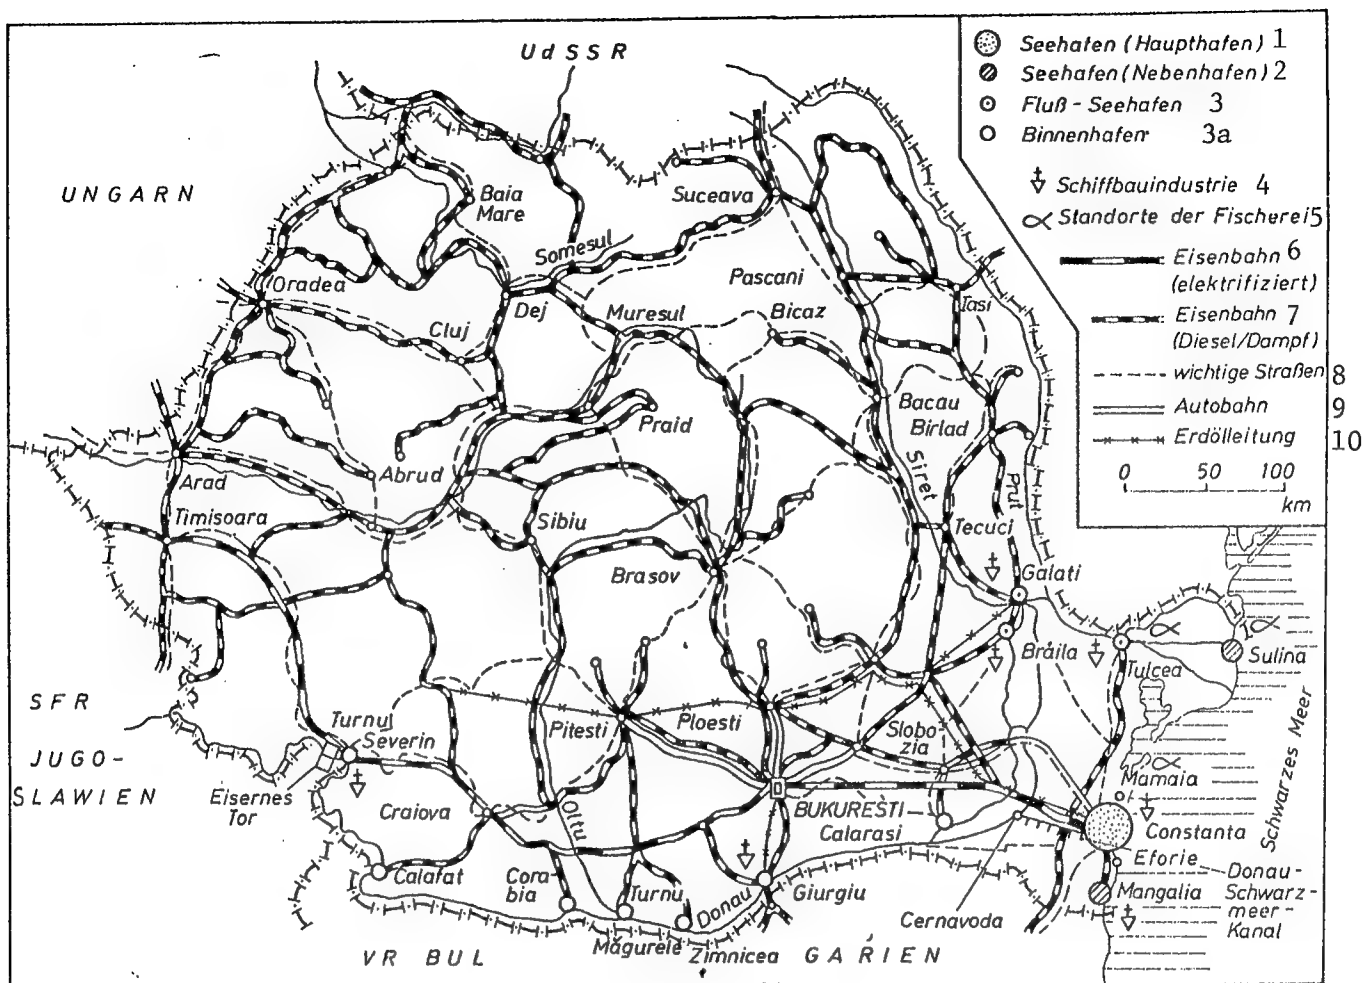 UdSSR
Seehafen (Haupthafen) 1
Seehafen (Nebenhafen) 2
Fluß-Seehafen 3
Binnenhafen 3a
Schiffbauindustrie 4
Standorte der Fischerei 5
Eisenbahn 6
(elektrifiziert)
Eisenbahn 7
(Diesel/Dampf)
wichtige Straßen 8
Autobahn 9
Erdölleitung 10
0 50 100
km
UNGARN
Baia
Mare
Suceava
Somesul
Oradea
Dej
Pascani
Muresul
Bicaz
Cluj
Iasi
Praid
Bacau
Birlad
Abrud
Arad
Siret
Prut
Timisoara
Sibiu
Tecuci
Brasov
Galati
Brăila
Tulcea
Sulina
SFR
JUGO-
SLAWIEN
Turnul
Severin
Pitesti
Ploesti
Slobo-
zia
Schwarzes Meer
Eisernes
Tor
Craiova
Oltu
BUKUREŠTI
Calarasi
Mamaia
Constanta
Eforie
Donau-
Schwarz-
meer-
Kanal
Mangalia
Calafat
Cora
bia
Turnu
Măgurele
Donau
Zimnicea
Giurgiu
Cernavoda
VR BUL GARIEN